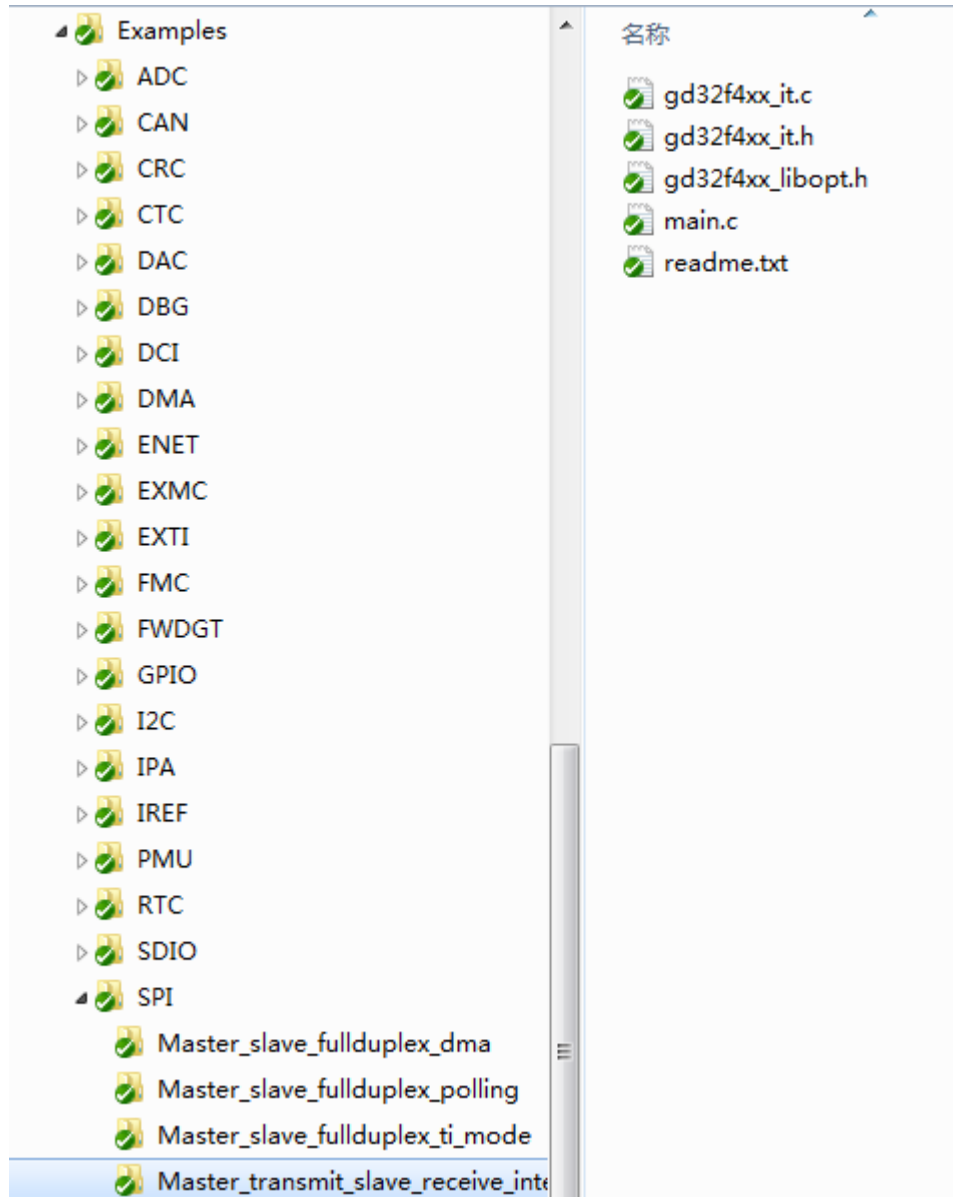 Examples
ADC
CAN
CRC
CTC
DAC
DBG
DCI
DMA
ENET
EXMC
EXTI
FMC
FWDGT
GPIO
I2C
IPA
IREF
PMU
RTC
SDIO
SPI
Master_slave_fullduplex_dma
Master_slave_fullduplex_polling
Master_slave_fullduplex_ti_mode
Master_transmit_slave_receive_inte
名称
gd32f4xx_it.c
gd32f4xx_it.h
gd32f4xx_libopt.h
main.c
readme.txt